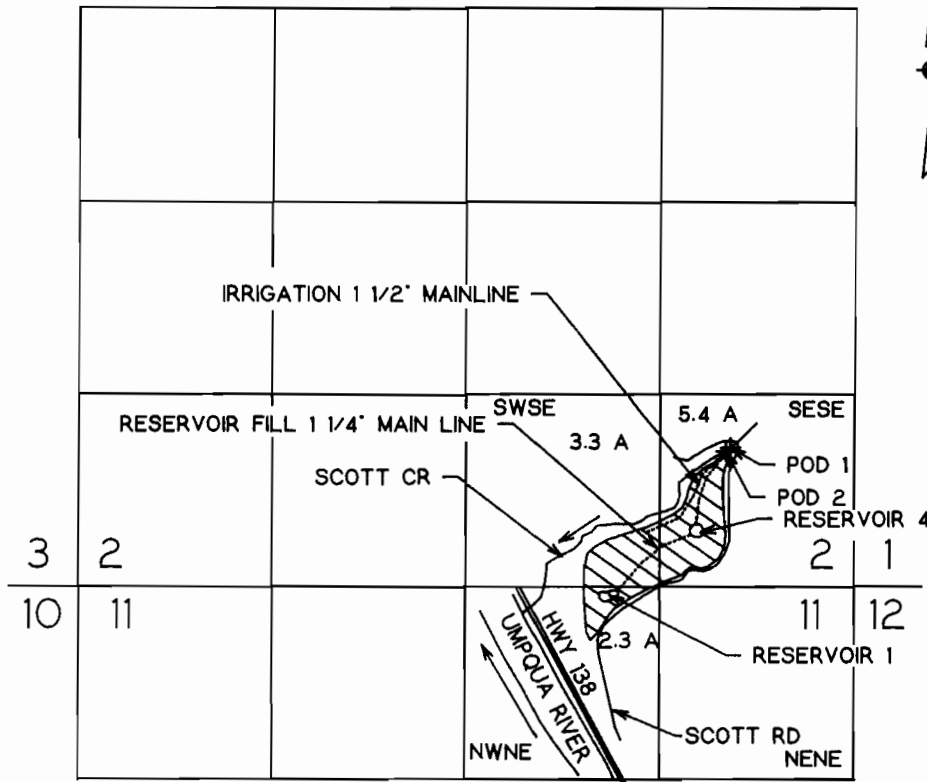 IRRIGATION 1 1/2" MAINLINE
SWSE
5.4 A
SESE
RESERVOIR FILL 1 1/4" MAIN LINE
3.3 A
SCOTT CR
POD 1
POD 2
RESERVOIR 4
3
2
2
1
10
11
11
12
HWY 138
UMPQUA RIVER
2.3 A
RESERVOIR 1
SCOTT RD
NWNE
NENE